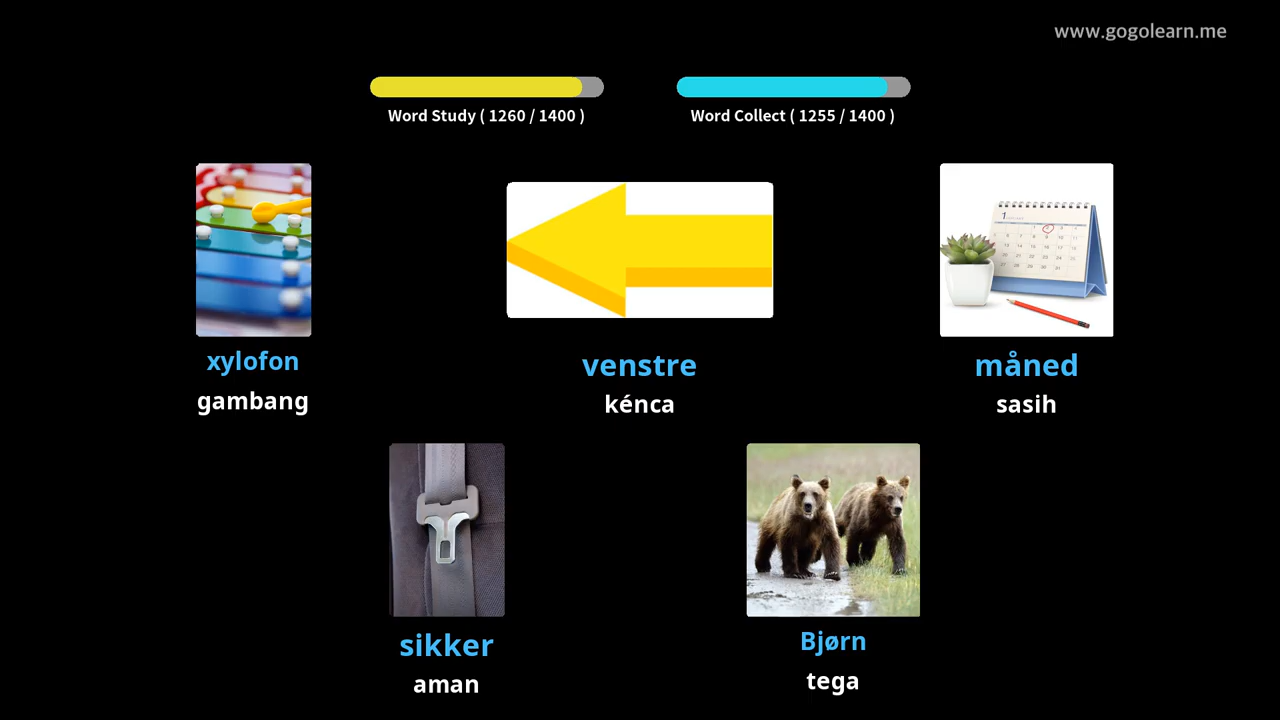 www.gogolearn.me
Word Study ( 1260 / 1400 )
Word Collect ( 1255 / 1400 )
xylofon
gambang
venstre
kénca
måned
sasih
sikker
aman
Bjørn
tega